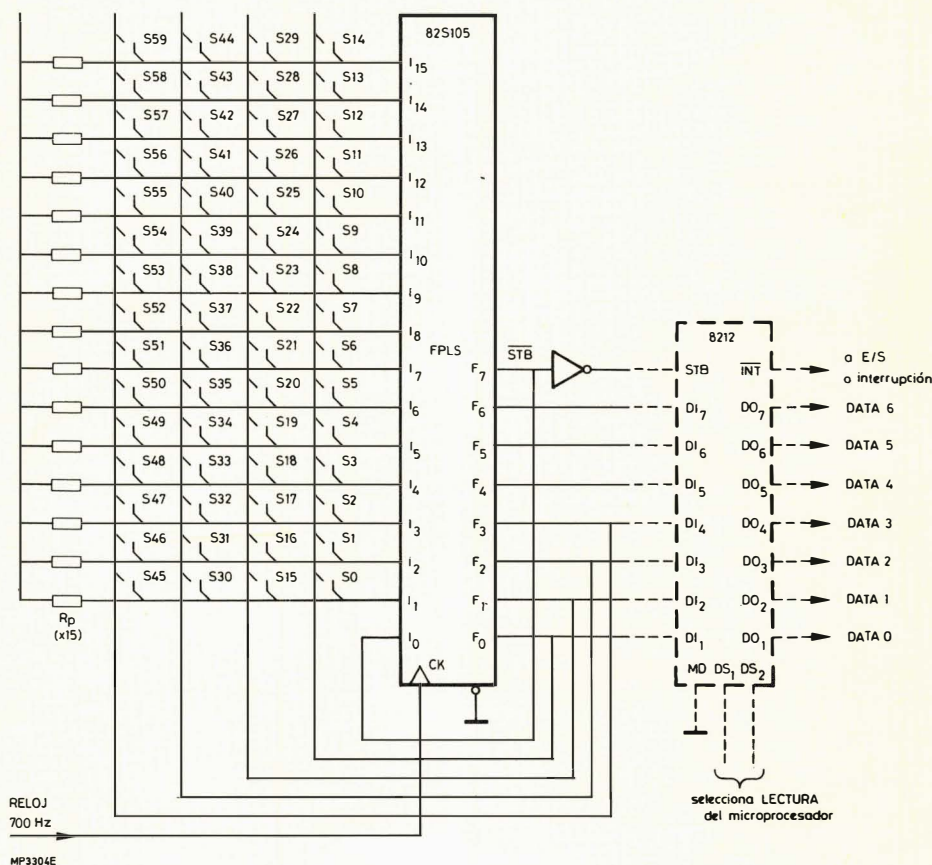 82S105
S59 S44 S29 S14
I15
S58 S43 S28 S13
I14
S57 S42 S27 S12
I13
S56 S41 S26 S11
I12
S55 S40 S25 S10
I11
S54 S39 S24 S9
I10
S53 S38 S23 S8
I9
S52 S37 S22 S7
I8
S51 S36 S21 S6
I7
FPLS
F7
STB
S50 S35 S20 S5
I6
F6
S49 S34 S19 S4
I5
F5
S48 S33 S18 S3
I4
F4
S47 S32 S17 S2
I3
F3
S46 S31 S16 S1
I2
F2
S45 S30 S15 S0
I1
F1
I0
F0
Rp
(x15)
CK
8212
STB INT
a E/S
o interrupción
DI7 DO7 DATA 6
DI6 DO6 DATA 5
DI5 DO5 DATA 4
DI4 DO4 DATA 3
DI3 DO3 DATA 2
DI2 DO2 DATA 1
DI1 DO1 DATA 0
MD DS1 DS2
selecciona LECTURA
del microprocesador
RELOJ
700 Hz
MP3304E